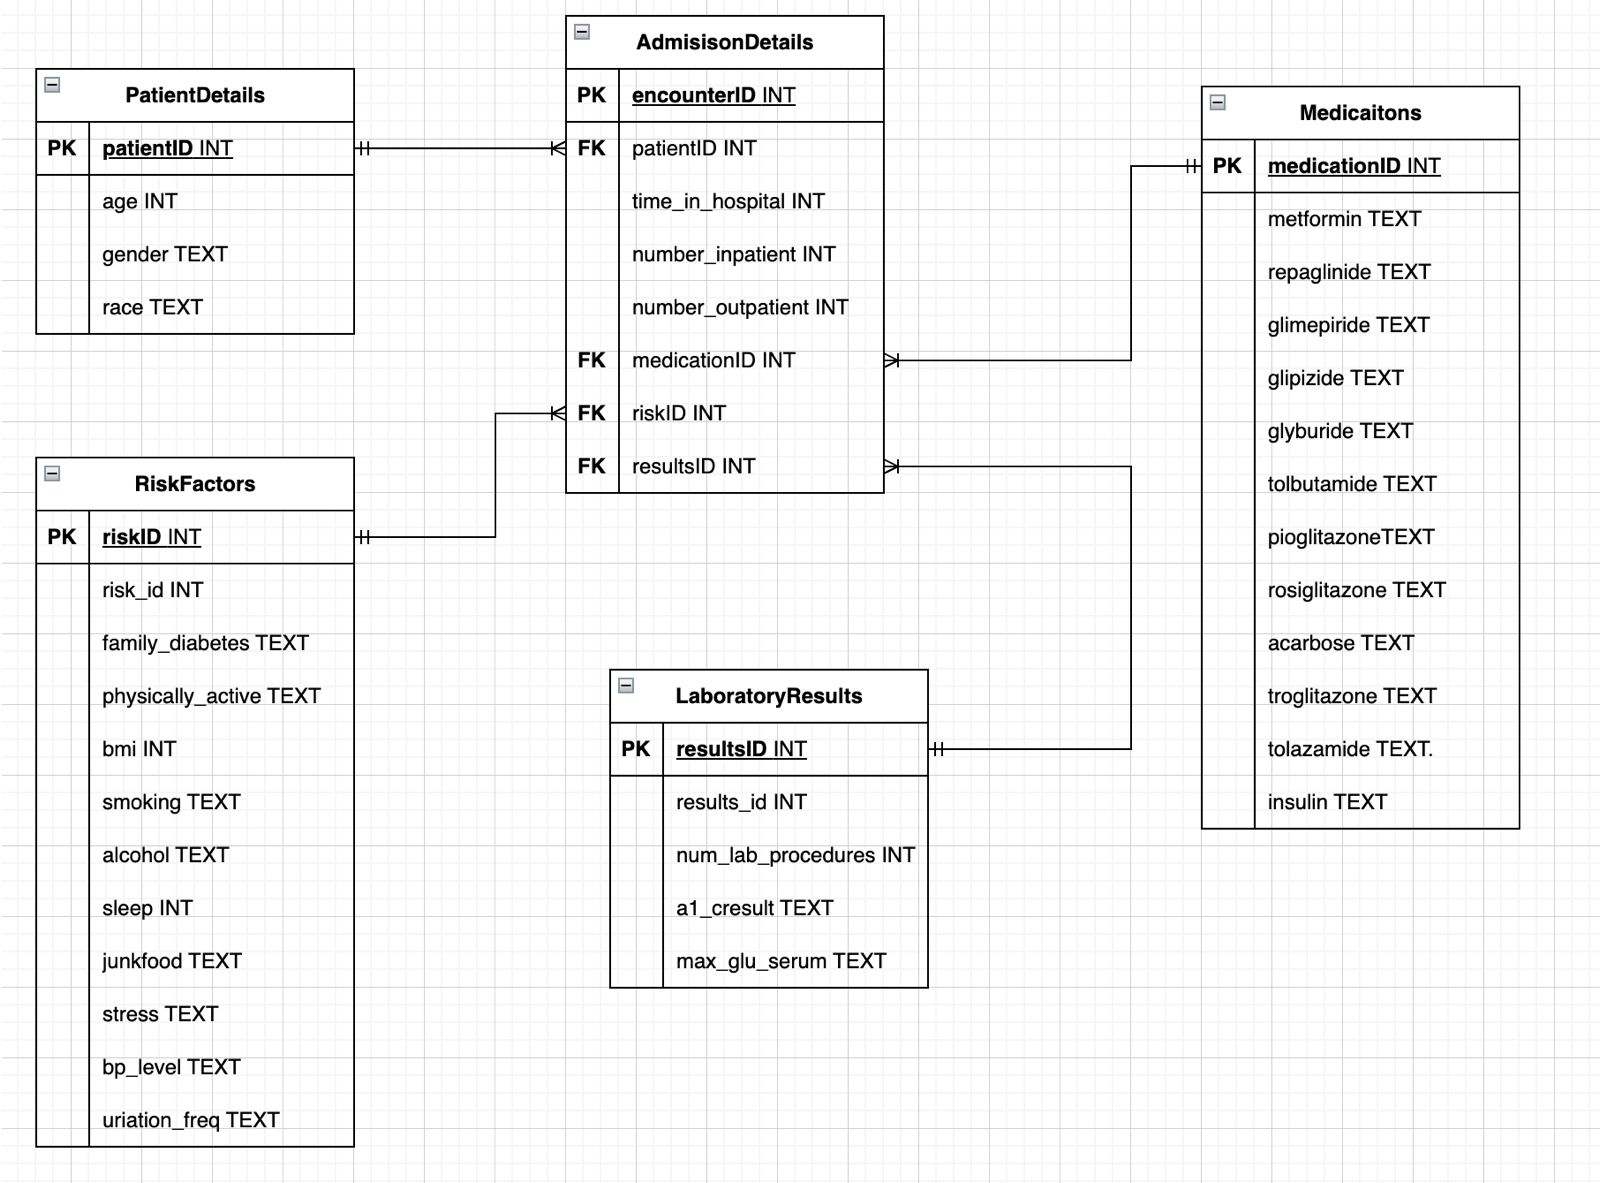 PatientDetails
PK patientID INT
age INT
gender TEXT
race TEXT
AdmisisonDetails
PK encounterID INT
FK patientID INT
time_in_hospital INT
number_inpatient INT
number_outpatient INT
FK medicationID INT
FK riskID INT
FK resultsID INT
Medicaitons
PK medicationID INT
metformin TEXT
repaglinide TEXT
glimepiride TEXT
glipizide TEXT
glyburide TEXT
tolbutamide TEXT
pioglitazoneTEXT
rosiglitazone TEXT
acarbose TEXT
troglitazone TEXT
tolazamide TEXT.
insulin TEXT
RiskFactors
PK riskID INT
risk_id INT
family_diabetes TEXT
physically_active TEXT
bmi INT
smoking TEXT
alcohol TEXT
sleep INT
junkfood TEXT
stress TEXT
bp_level TEXT
uriation_freq TEXT
LaboratoryResults
PK resultsID INT
results_id INT
num_lab_procedures INT
a1_cresult TEXT
max_glu_serum TEXT